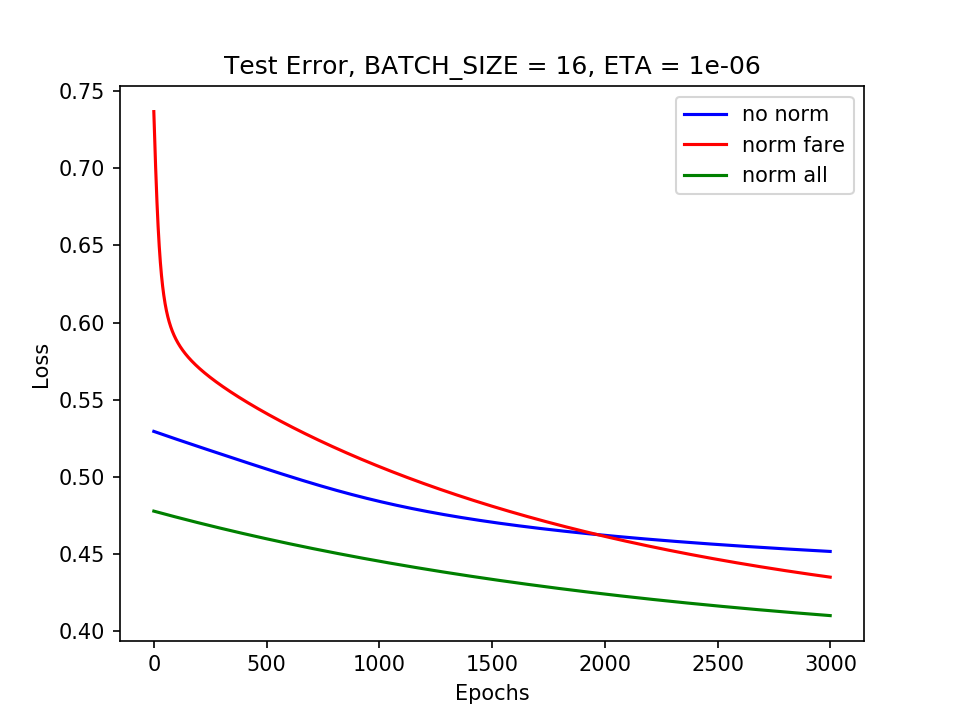 Test Error, BATCH_SIZE = 16, ETA = 1e-06
no norm
norm fare
norm all
Loss
0.75
0.70
0.65
0.60
0.55
0.50
0.45
0.40
0 500 1000 1500 2000 2500 3000
Epochs